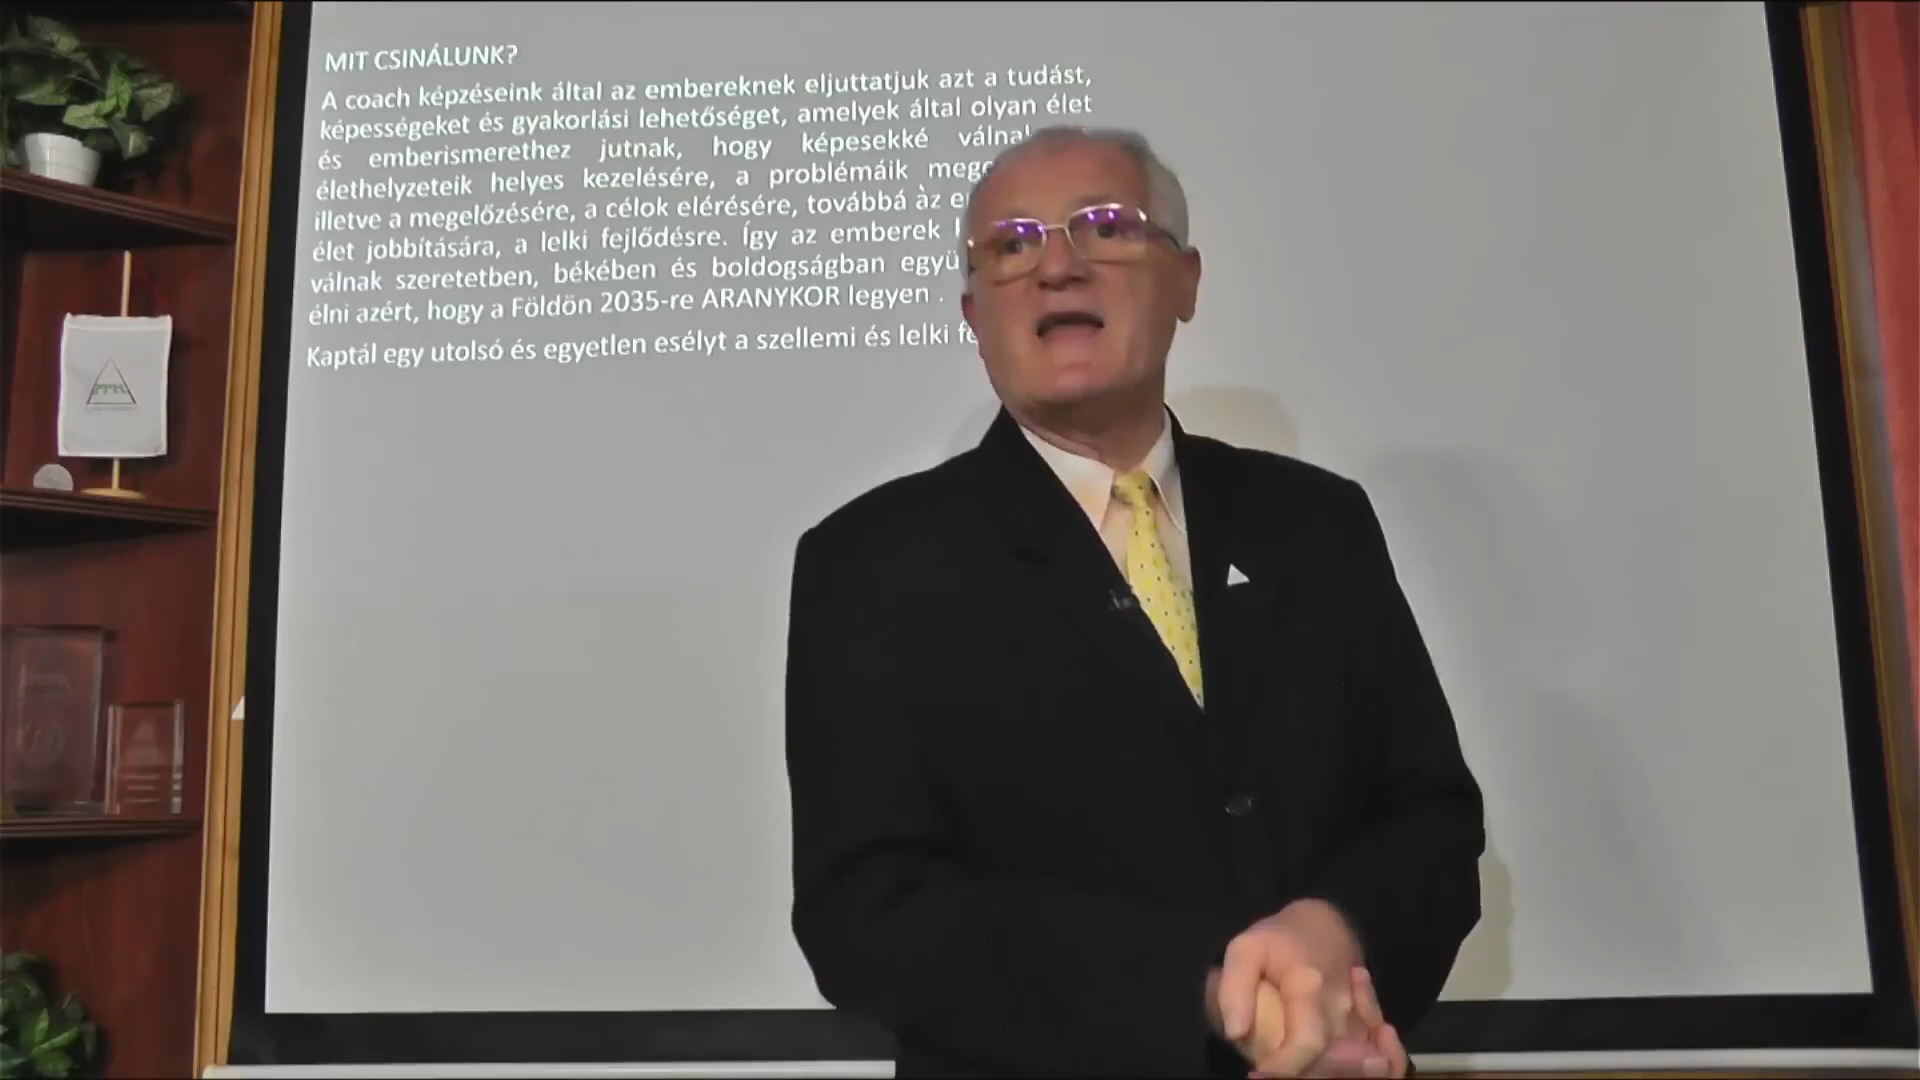 MIT CSINÁLUNK?
A coach képzéseink által az embereknek eljuttatjuk azt a tudást,
képességeket és gyakorlási lehetőséget, amelyek által olyan élet
és emberismerethez jutnak, hogy képesekké
élethelyzeteik helyes kezelésére, a problémáik
illetve a megelőzésére, a célok elérésére, továbbá az
élet jobbítására, a lelki fejlődésre. Így az emberek
válnak szeretetben, békében és boldogságban
élni azért, hogy a Földön 2035-re ARANYKOR legyen .
Kaptál egy utolsó és egyetlen esélyt a szellemi és lelki